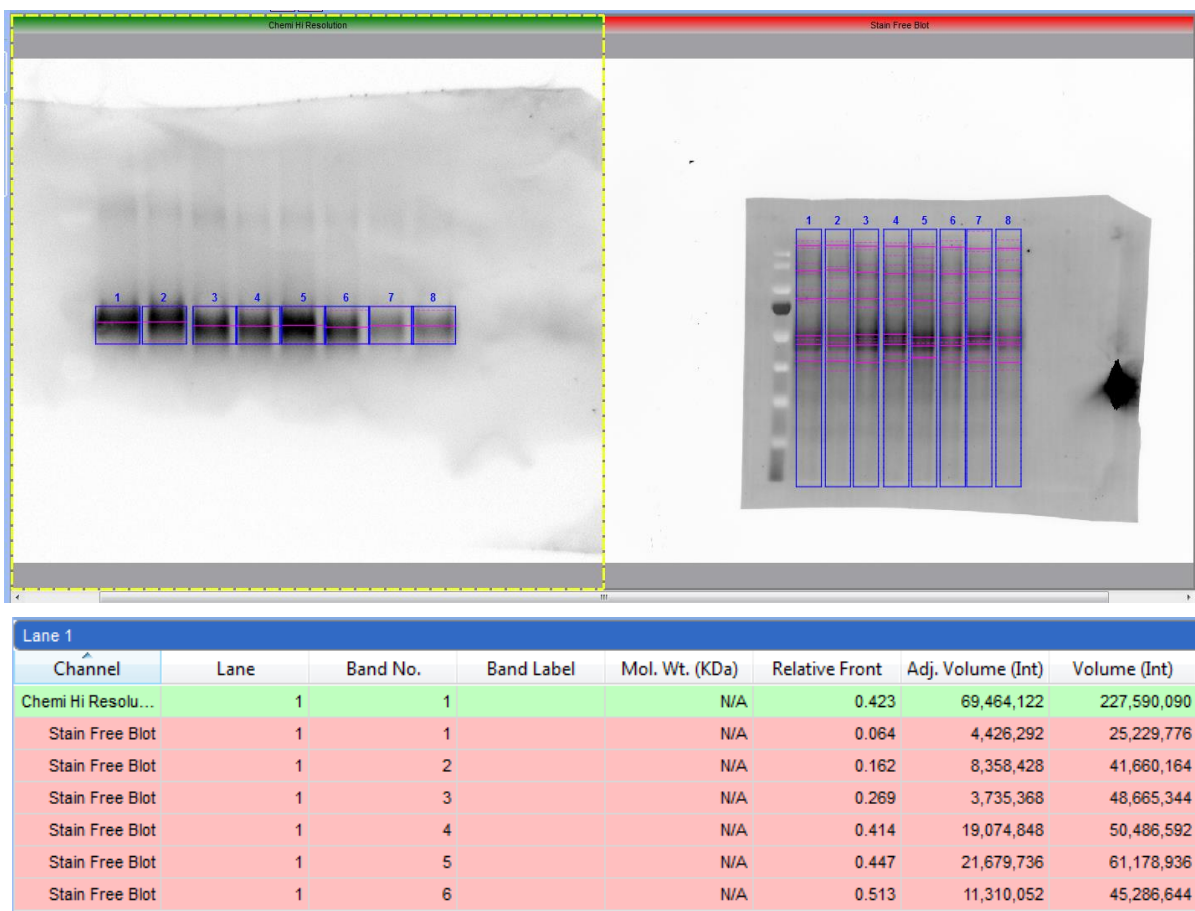 Chemi Hi Resolution Stain Free Blot
1 2 3 4 5 6 7 8
1 2 3 4 5 6 7 8
Lane 1
Channel Lane Band No. Band Label Mol. Wt. (KDa) Relative Front Adj. Volume (Int) Volume (Int)
Chemi Hi Resolu... 1 1 N/A 0.423 69,464,122 227,590,090
Stain Free Blot 1 1 N/A 0.064 4,426,292 25,229,776
Stain Free Blot 1 2 N/A 0.162 8,358,428 41,660,164
Stain Free Blot 1 3 N/A 0.269 3,735,368 48,665,344
Stain Free Blot 1 4 N/A 0.414 19,074,848 50,486,592
Stain Free Blot 1 5 N/A 0.447 21,679,736 61,178,936
Stain Free Blot 1 6 N/A 0.513 11,310,052 45,286,644